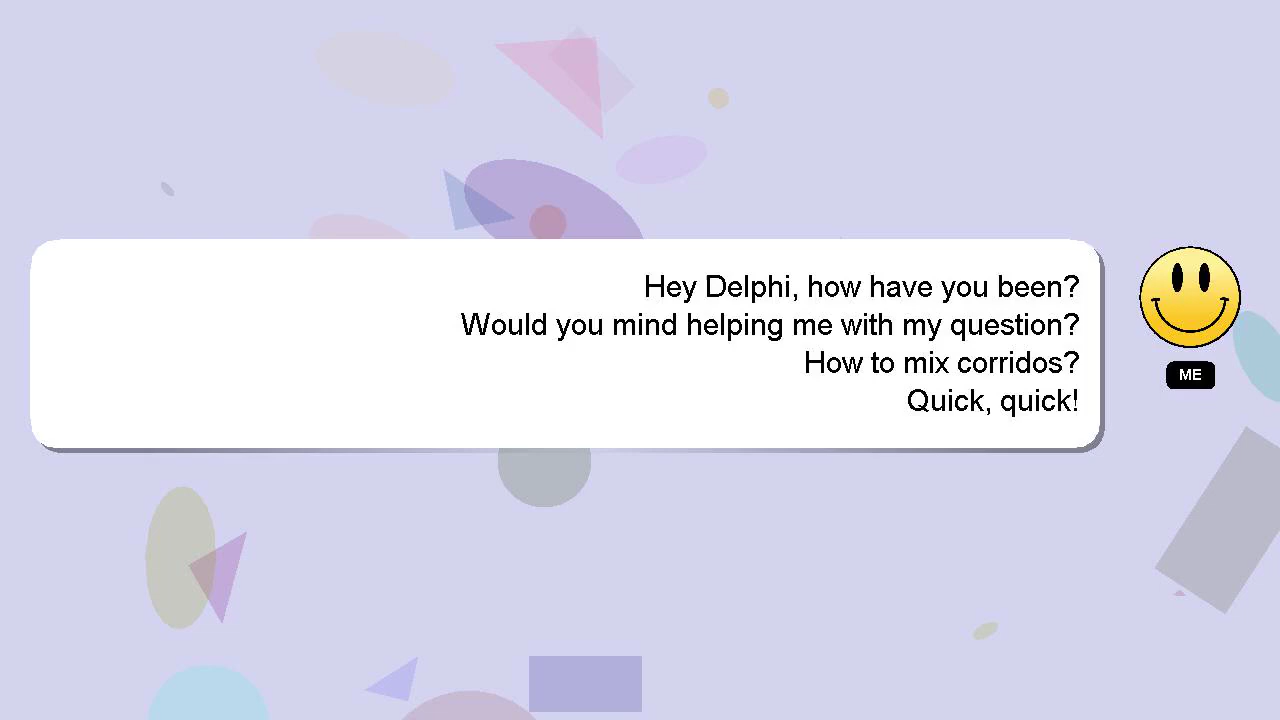 Hey Delphi, how have you been?
Would you mind helping me with my question?
How to mix corridos?
Quick, quick!
ME